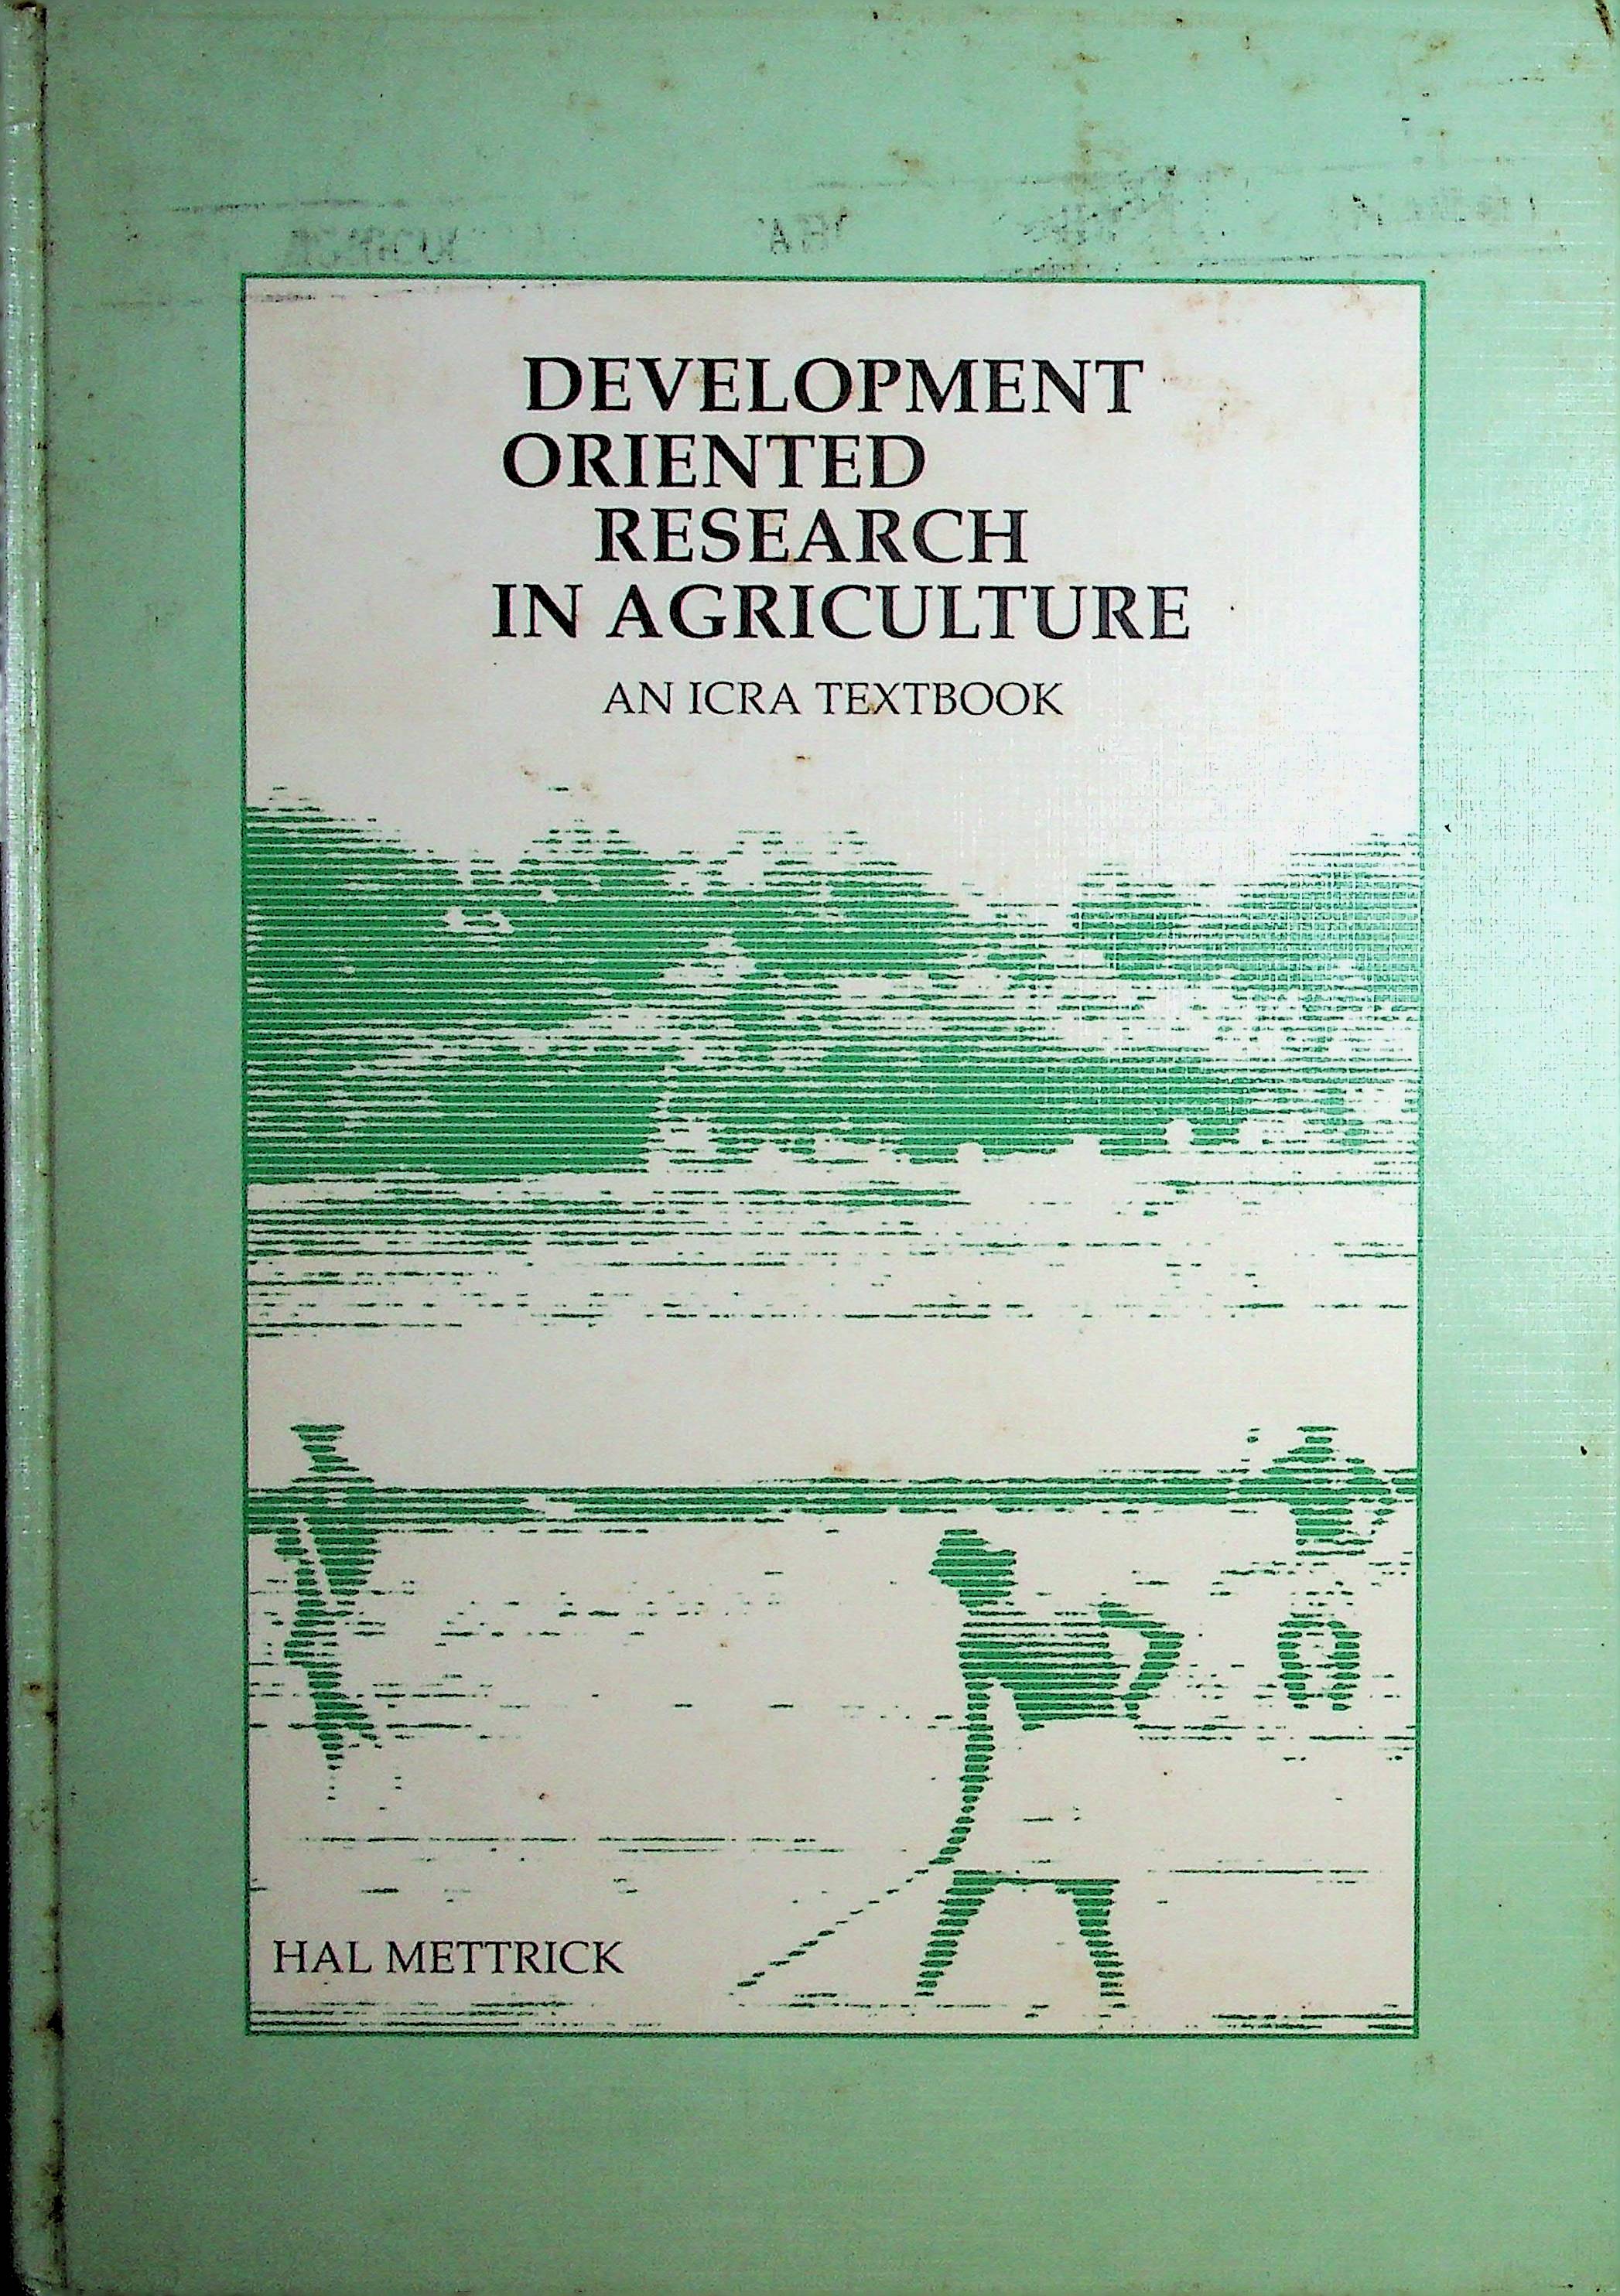 DEVELOPMENT
ORIENTED
RESEARCH
IN AGRICULTURE
AN ICRA TEXTBOOK
HAL METTRICK